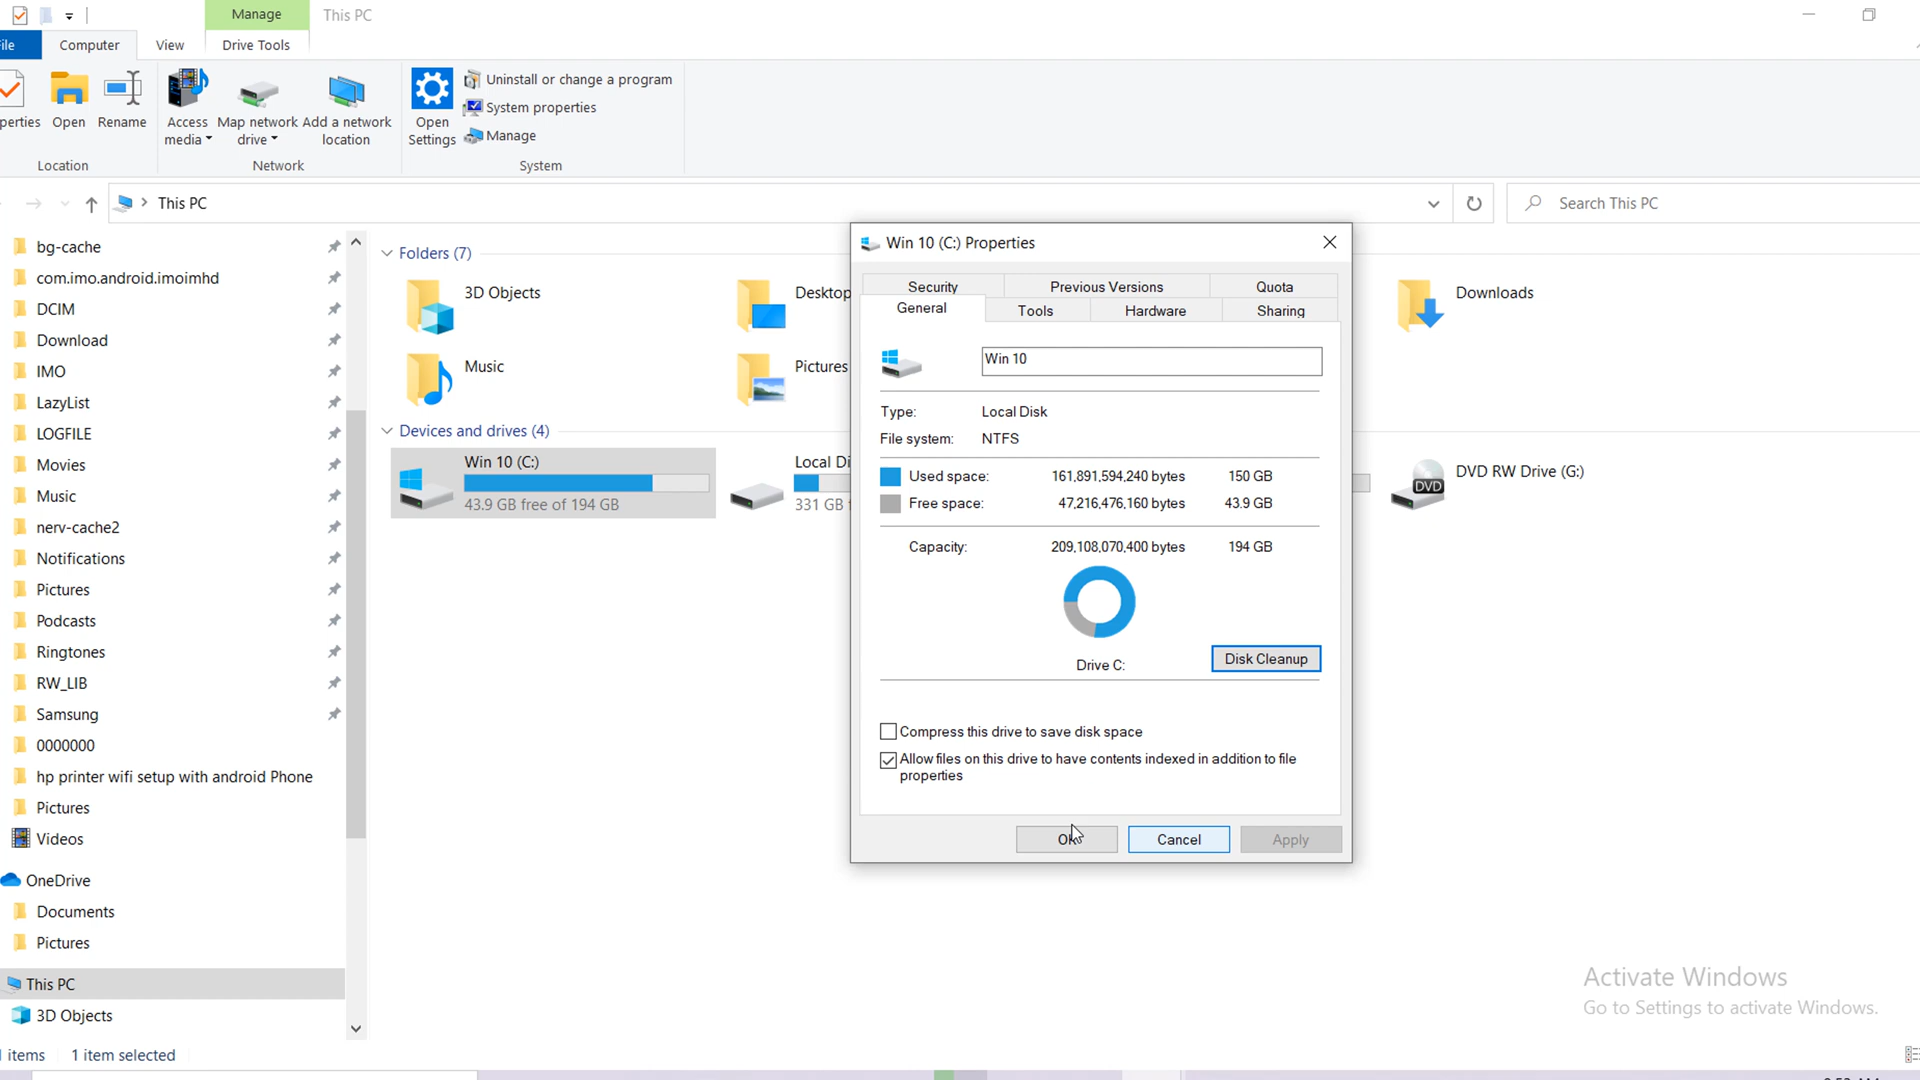 Manage
This PC
File
Computer
View
Drive Tools
perties
Open
Rename
Access media
Map network drive
Add a network location
Open Settings
Uninstall or change a program
System properties
Manage
Location
Network
System
This PC
Search This PC
bg-cache
com.imo.android.imoimhd
DCIM
Download
IMO
LazyList
LOGFILE
Movies
Music
nerv-cache2
Notifications
Pictures
Podcasts
Ringtones
RW_LIB
Samsung
0000000
hp printer wifi setup with android Phone
Pictures
Videos
OneDrive
Documents
Pictures
This PC
3D Objects
Folders (7)
3D Objects
Desktop
Downloads
Music
Pictures
Devices and drives (4)
Win 10 (C:)
43.9 GB free of 194 GB
Local Di
331 GB
DVD RW Drive (G:)
DVD
Win 10 (C:) Properties
Security
Previous Versions
Quota
General
Tools
Hardware
Sharing
Win 10
Type: Local Disk
File system: NTFS
Used space: 161,891,594,240 bytes 150 GB
Free space: 47,216,476,160 bytes 43.9 GB
Capacity: 209,108,070,400 bytes 194 GB
Drive C:
Disk Cleanup
Compress this drive to save disk space
Allow files on this drive to have contents indexed in addition to file
properties
OK
Cancel
Apply
Activate Windows
Go to Settings to activate Windows.
items
1 item selected